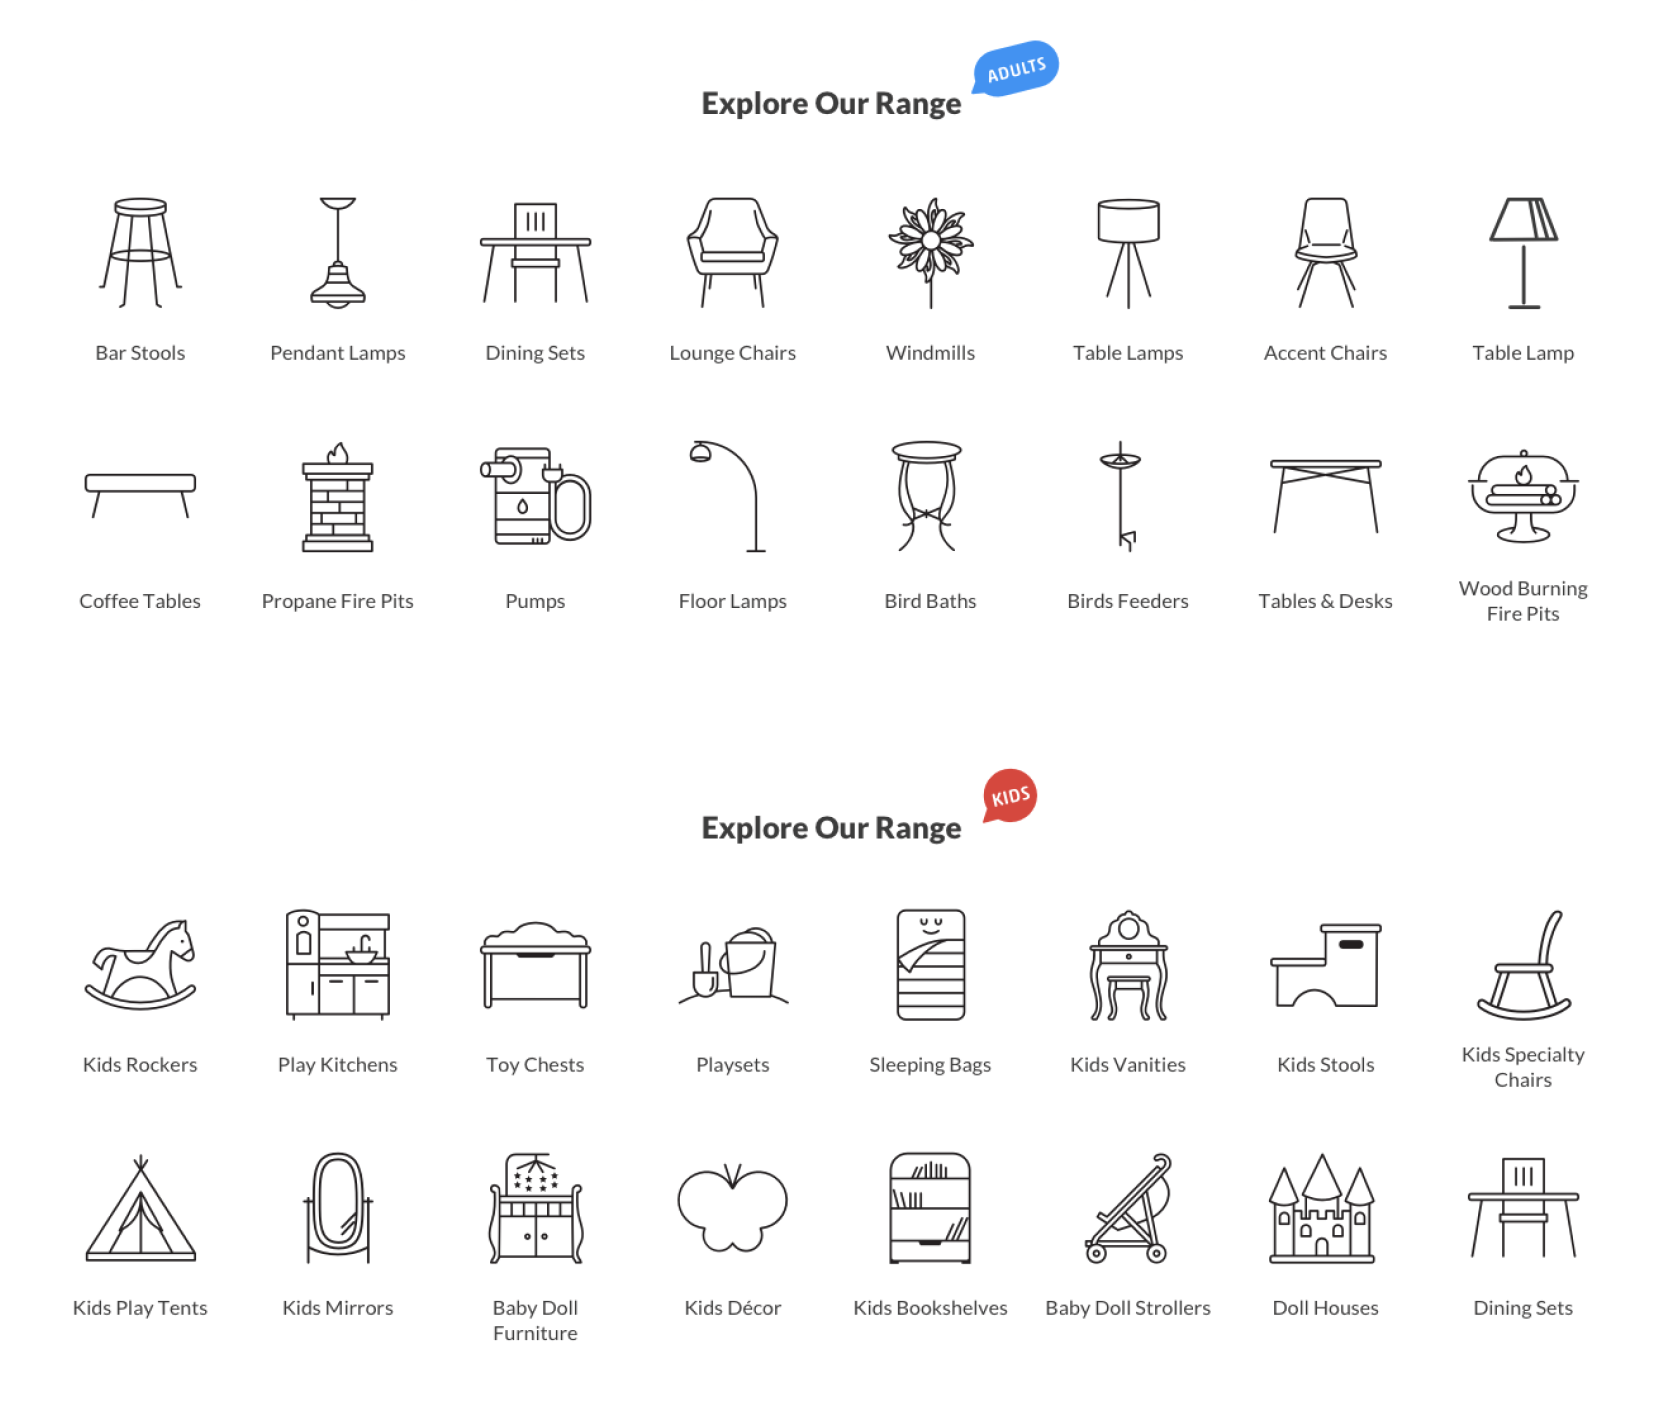 ADULTS
Explore Our Range
Bar Stools
Pendant Lamps
Dining Sets
Lounge Chairs
Windmills
Table Lamps
Accent Chairs
Table Lamp
Coffee Tables
Propane Fire Pits
Pumps
Floor Lamps
Bird Baths
Birds Feeders
Tables & Desks
Wood Burning
Fire Pits
KIDS
Explore Our Range
Kids Rockers
Play Kitchens
Toy Chests
Playsets
Sleeping Bags
Kids Vanities
Kids Stools
Kids Specialty
Chairs
Kids Play Tents
Kids Mirrors
Baby Doll
Furniture
Kids Décor
Kids Bookshelves
Baby Doll Strollers
Doll Houses
Dining Sets